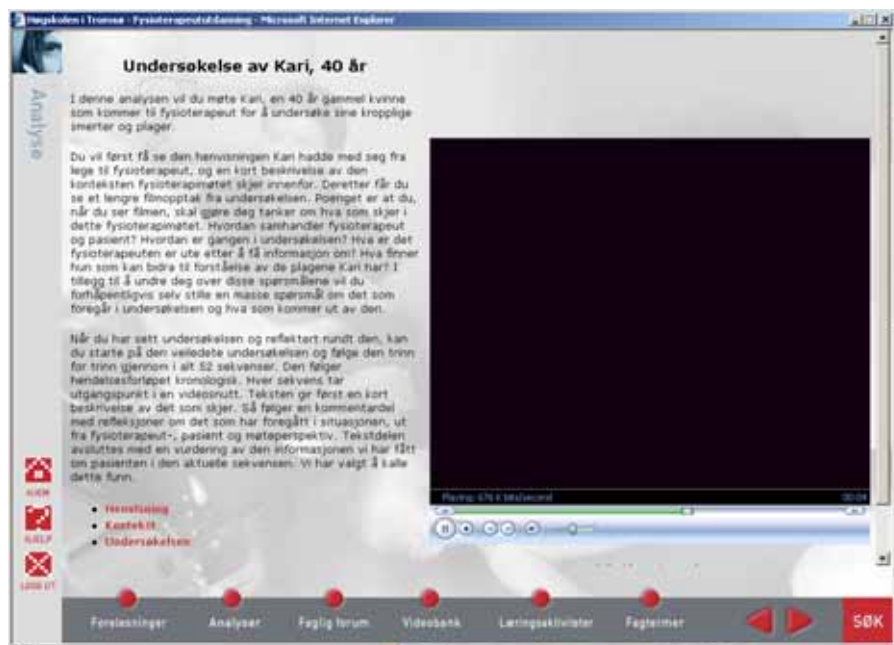 Høgskolen i Tromsø - Fysioterapeututdanning - Microsoft Internet Explorer
Analyse
Undersøkelse av Kari, 40 år
I denne analysen vil du møte Kari, en 40 år gammel kvinne
som kommer til fysioterapeut for å undersøke sine kropplige
smerter og plager.
Du vil først få se den henvisningen Kari hadde med seg fra
lege til fysioterapeut, og en kort beskrivelse av den
konteksten fysioterapimøtet skjer innenfor. Deretter får du
se et lengre filmopptak fra undersøkelsen. Poenget er at du,
når du ser filmen, skal gjøre deg tanker om hva som skjer i
dette fysioterapimøtet. Hvordan samhandler fysioterapeut
og pasient? Hvordan er gangen i undersøkelsen? Hva er det
fysioterapeuten er ute etter å få informasjon om? Hva finner
hun som kan bidra til forståelse av de plagene Kari har? I
tillegg til å undre deg over disse spørsmålene vil du
forhåpentligvis selv stille en masse spørsmål om det som
foregår i undersøkelsen og hva som kommer ut av den.
Når du har sett undersøkelsen og reflektert rundt den, kan
du starte på den veiledete undersøkelsen og følge den trinn
for trinn gjennom i alt 52 sekvenser. Den følger
hendelsesforløpet kronologisk. Hver sekvens tar
utgangspunkt i en videosnutt. Teksten gir først en kort
beskrivelse av det som skjer. Så følger en kommentardel
med refleksjoner om det som har foregått i situasjonen, ut
fra fysioterapeut-, pasient og møteperspektiv. Tekstdelen
avsluttes med en vurdering av den informasjonen vi har fått
om pasienten i den aktuelle sekvensen. Vi har valgt å kalle
dette funn.
• Henvisning
• Kontekst
• Undersøkelsen
Playing: 676 K bits/second 00:04
HJEM
HJELP
LOGG UT
Forelesninger Analyser Faglig forum Videobank Læringsaktiviteter Fagtermer SØK